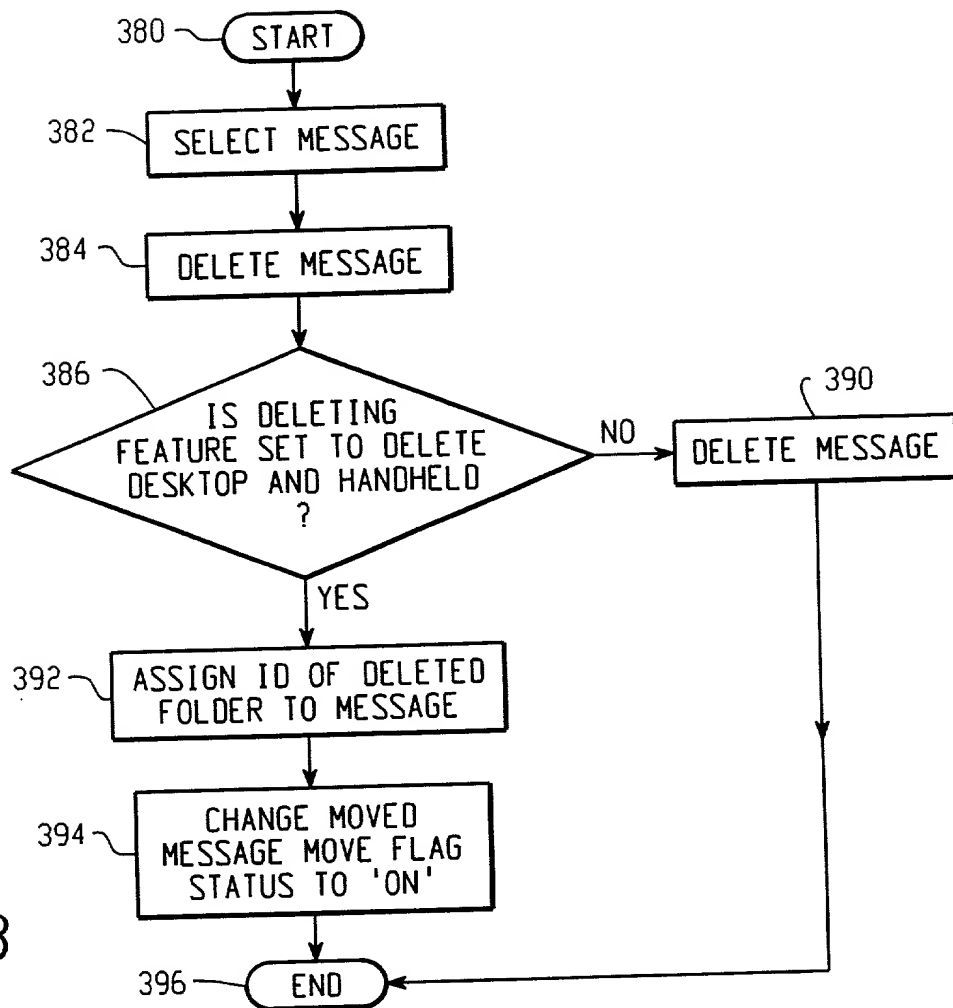 380
START
382
SELECT MESSAGE
384
DELETE MESSAGE
386
IS DELETING
FEATURE SET TO DELETE
DESKTOP AND HANDHELD
?
NO
390
DELETE MESSAGE
YES
392
ASSIGN ID OF DELETED
FOLDER TO MESSAGE
394
CHANGE MOVED
MESSAGE MOVE FLAG
STATUS TO 'ON'
396
END